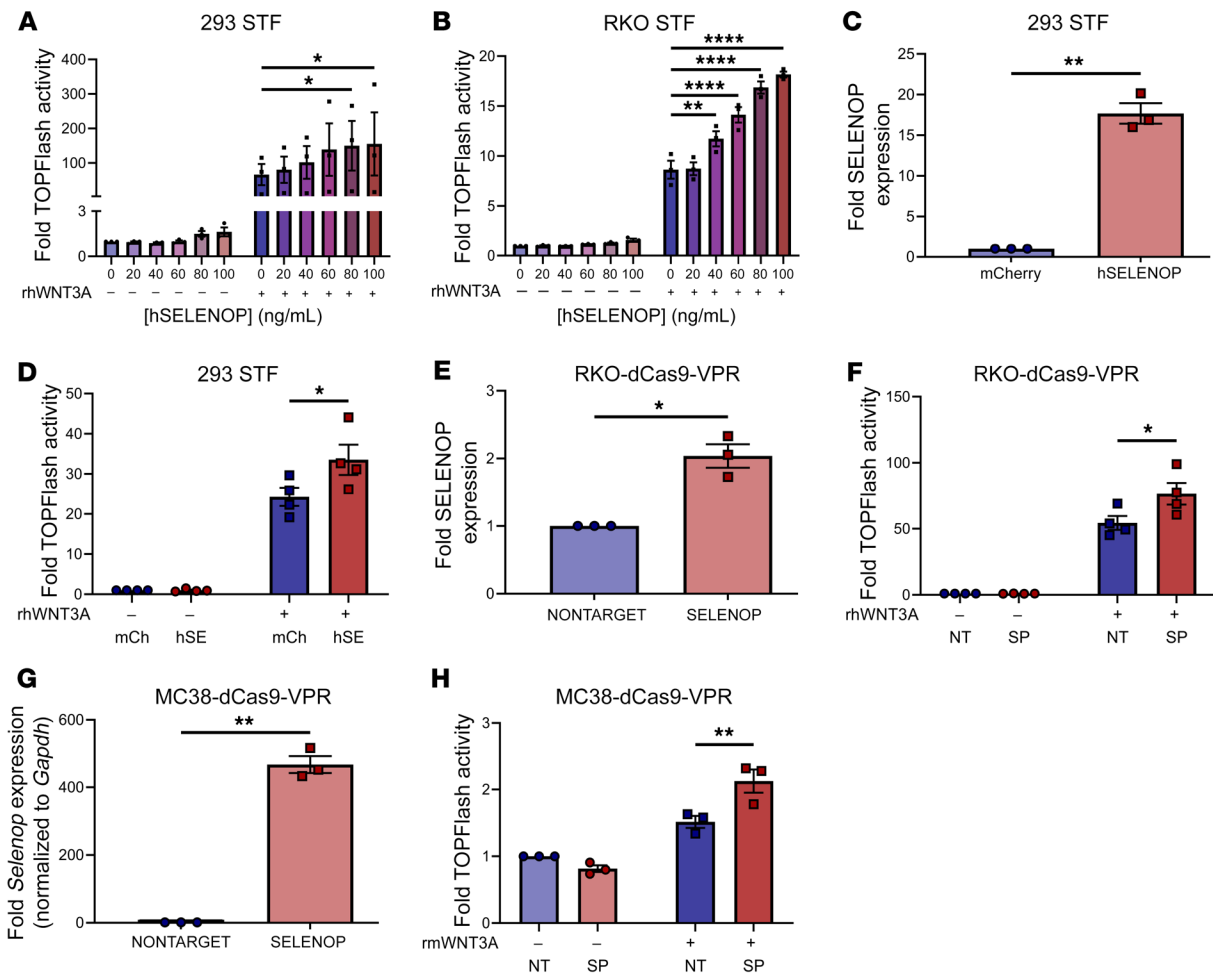 A
293 STF
Fold TOPFlash activity
400
300
200
100
3
0
*
*
0 20 40 60 80 100 0 20 40 60 80 100
rhWNT3A – – – – – – + + + + + +
[hSELENOP] (ng/mL)
B
RKO STF
Fold TOPFlash activity
20
15
10
5
0
****
****
****
**
0 20 40 60 80 100 0 20 40 60 80 100
rhWNT3A – – – – – – + + + + + +
[hSELENOP] (ng/mL)
C
293 STF
Fold SELENOP
expression
25
20
15
10
5
0
**
mCherry hSELENOP
D
293 STF
Fold TOPFlash activity
50
40
30
20
10
0
*
rhWNT3A – – + +
mCh hSE mCh hSE
E
RKO-dCas9-VPR
Fold SELENOP
expression
3
2
1
0
*
NONTARGET SELENOP
F
RKO-dCas9-VPR
Fold TOPFlash activity
150
100
50
0
*
rhWNT3A – – + +
NT SP NT SP
G
MC38-dCas9-VPR
Fold Selenop expression
(normalized to Gapdh)
600
400
200
0
**
NONTARGET SELENOP
H
MC38-dCas9-VPR
Fold TOPFlash activity
3
2
1
0
**
rmWNT3A – – + +
NT SP NT SP